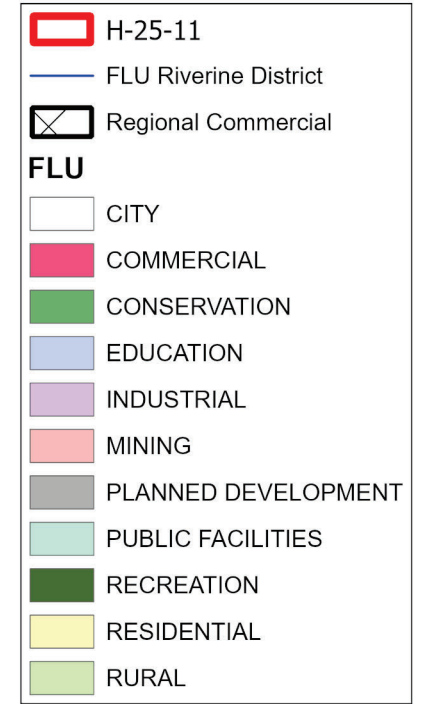 H-25-11
FLU Riverine District
Regional Commercial
FLU
CITY
COMMERCIAL
CONSERVATION
EDUCATION
INDUSTRIAL
MINING
PLANNED DEVELOPMENT
PUBLIC FACILITIES
RECREATION
RESIDENTIAL
RURAL